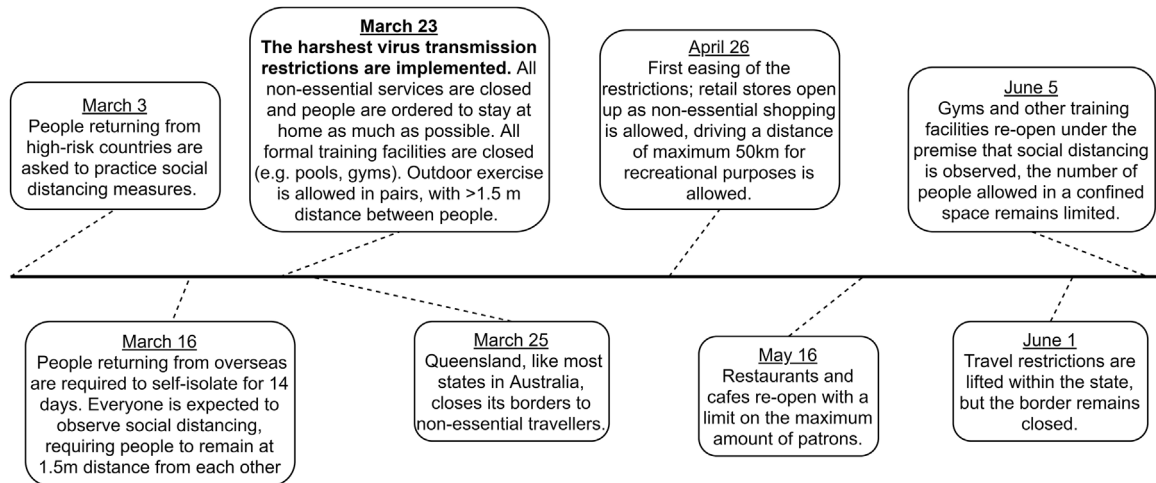 March 3
People returning from
high-risk countries are
asked to practice social
distancing measures.
March 16
People returning from overseas
are required to self-isolate for 14
days. Everyone is expected to
observe social distancing,
requiring people to remain at
1.5m distance from each other
March 23
The harshest virus transmission
restrictions are implemented. All
non-essential services are closed
and people are ordered to stay at
home as much as possible. All
formal training facilities are closed
(e.g. pools, gyms). Outdoor exercise
is allowed in pairs, with >1.5 m
distance between people.
March 25
Queensland, like most
states in Australia,
closes its borders to
non-essential travellers.
April 26
First easing of the
restrictions; retail stores open
up as non-essential shopping
is allowed, driving a distance
of maximum 50km for
recreational purposes is
allowed.
May 16
Restaurants and
cafes re-open with a
limit on the maximum
amount of patrons.
June 1
Travel restrictions are
lifted within the state,
but the border remains
closed.
June 5
Gyms and other training
facilities re-open under the
premise that social distancing
is observed, the number of
people allowed in a confined
space remains limited.